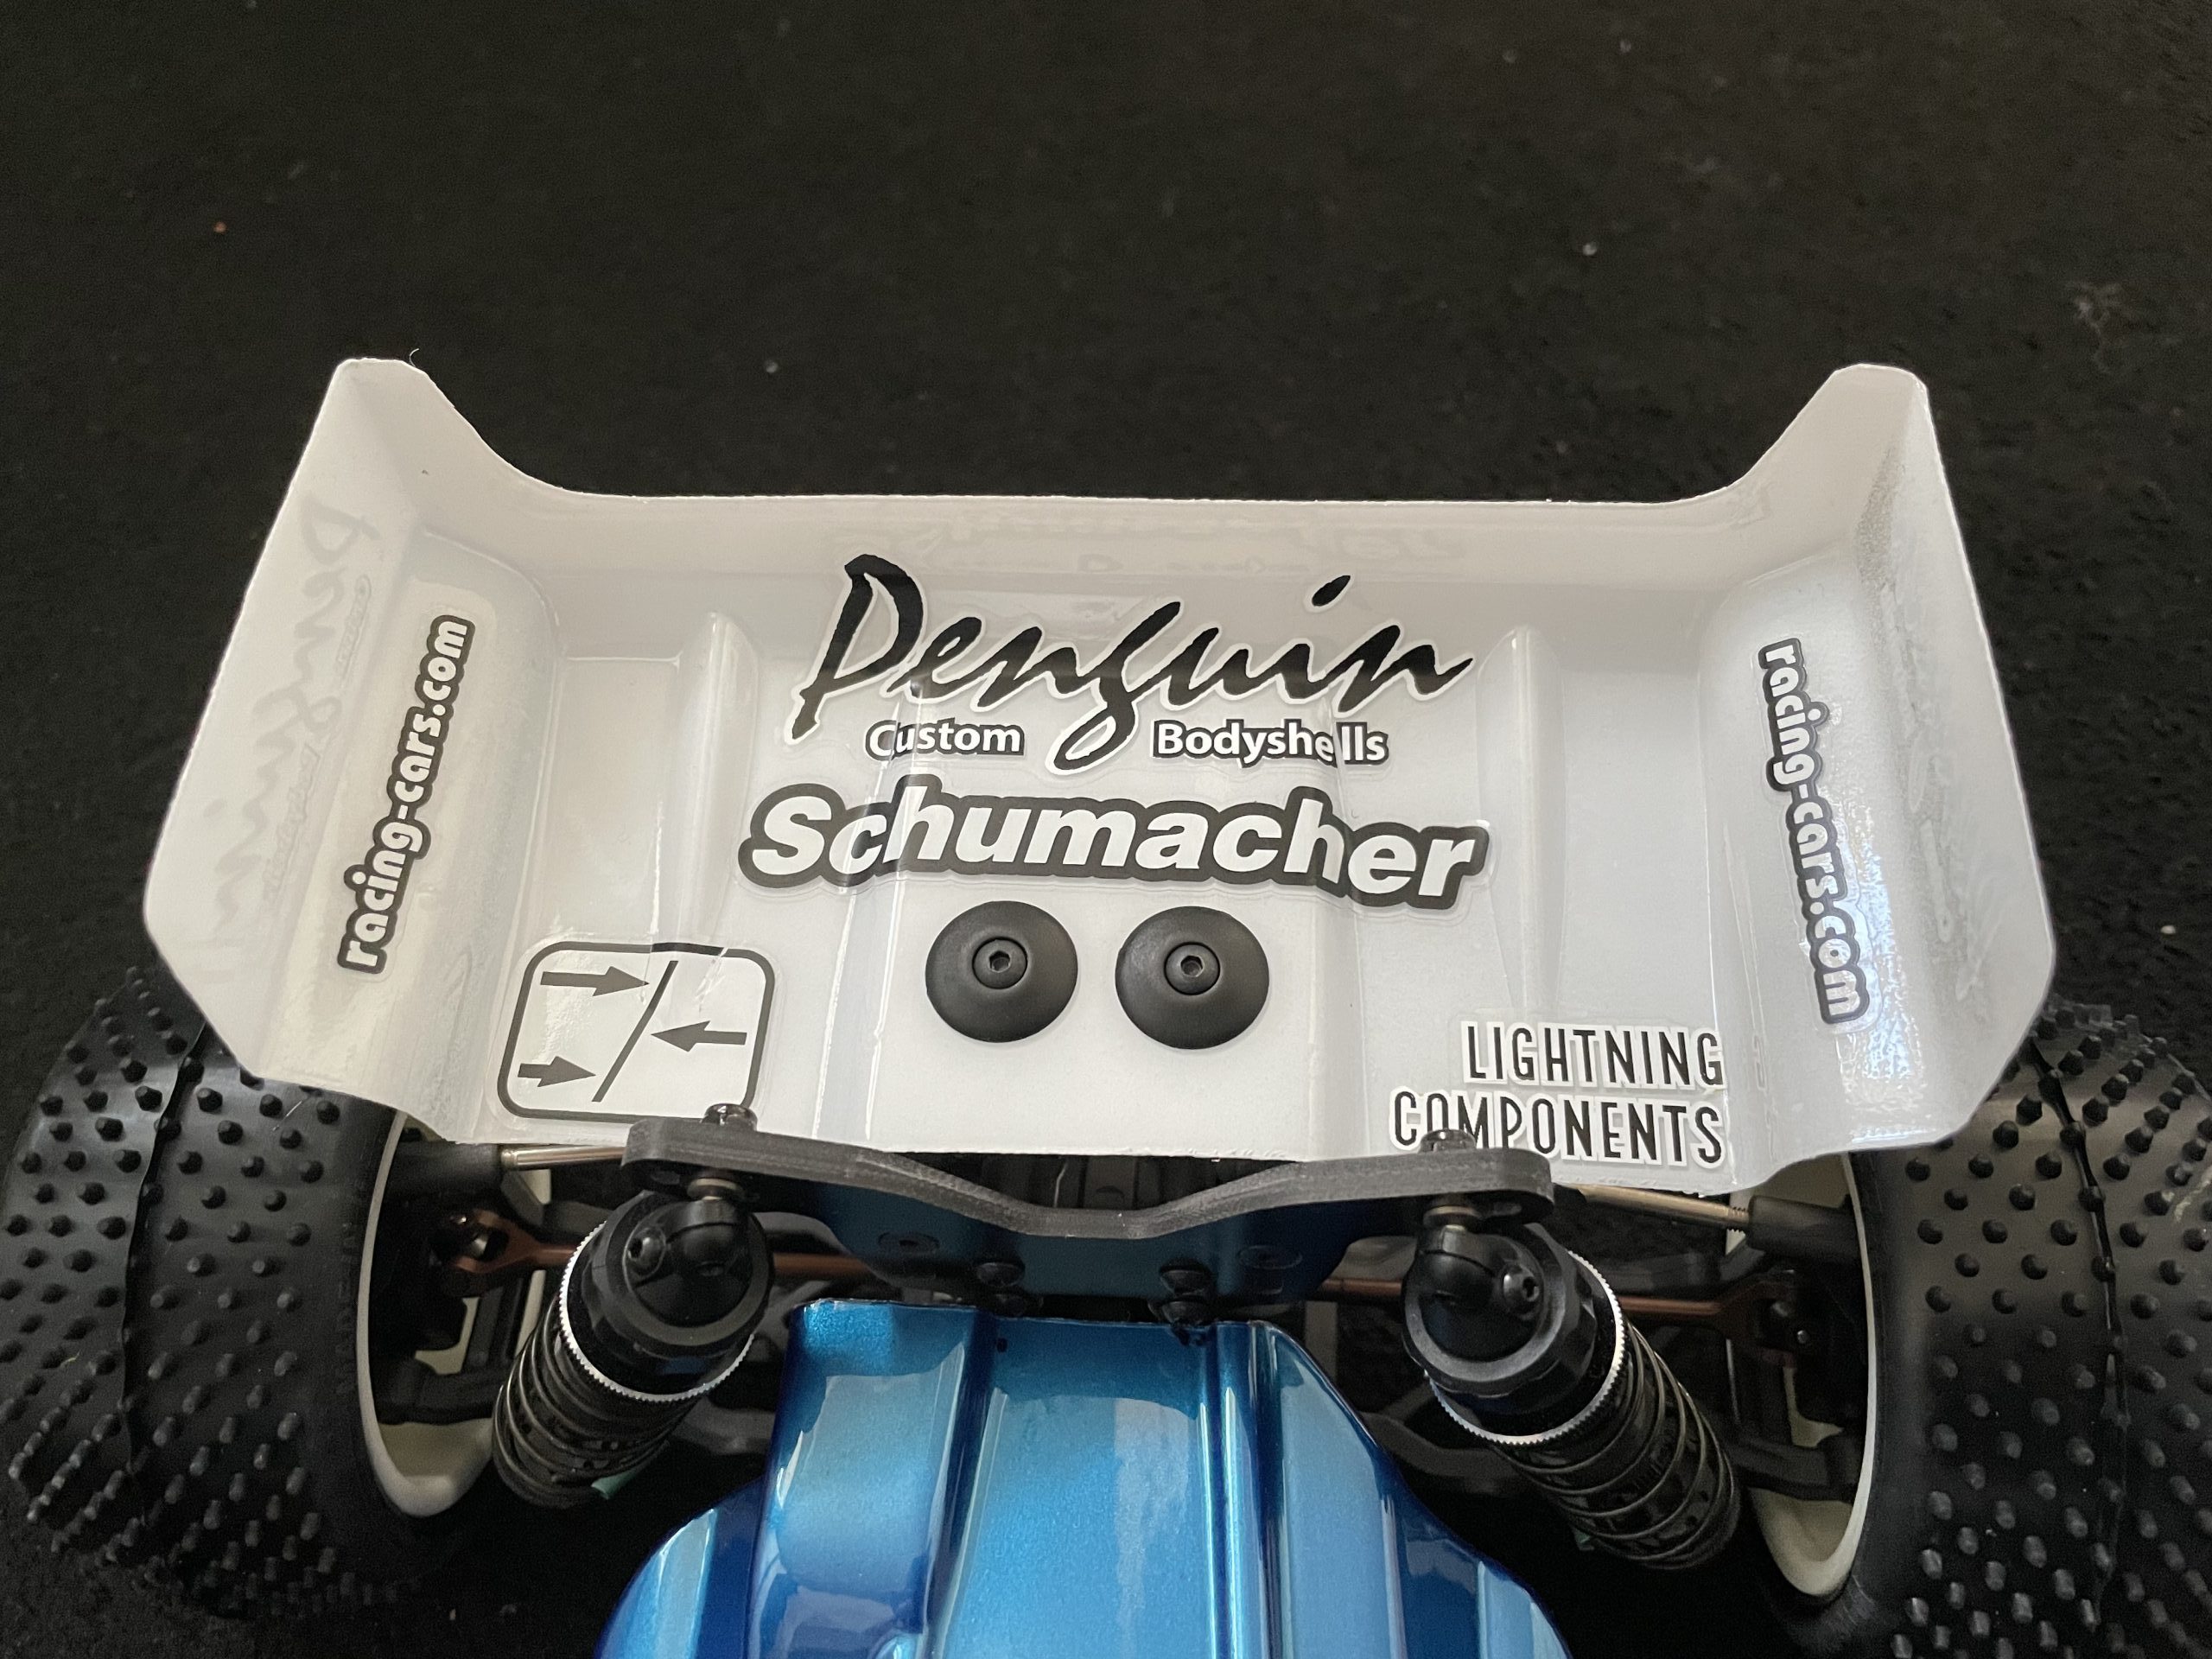 Penguin
Custom Bodyshells
Schumacher
racing-cars.com
racing-cars.com
LIGHTNING
COMPONENTS